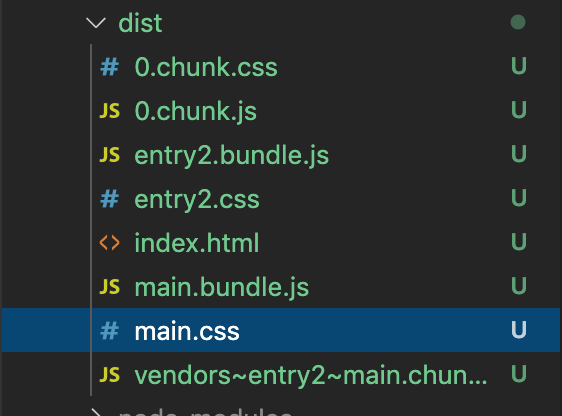 dist
# 0.chunk.css U
JS 0.chunk.js U
JS entry2.bundle.js U
# entry2.css U
<> index.html U
JS main.bundle.js U
# main.css U
JS vendors~entry2~main.chun... U
node_modules